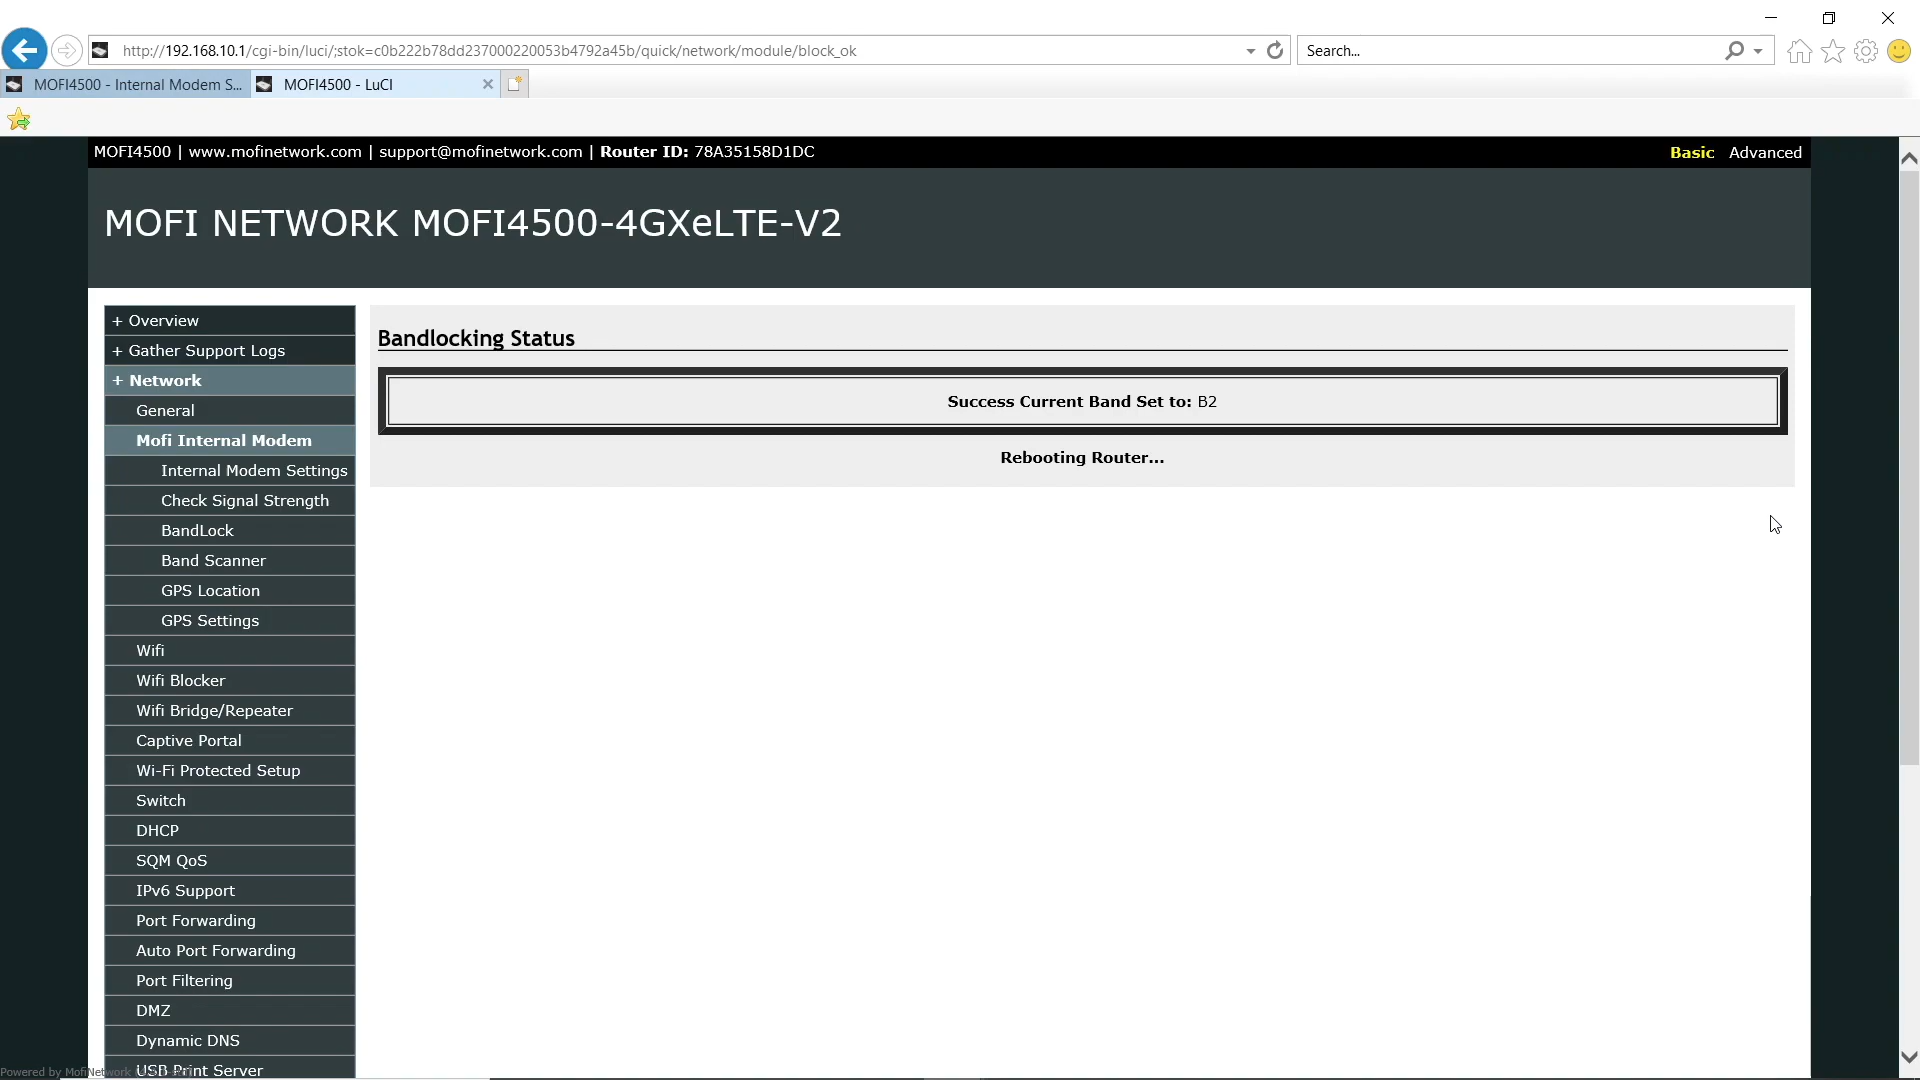 http://192.168.10.1/cgi-bin/luci/;stok=c0b222b78dd237000220053b4792a45b/quick/network/module/block_ok
Search...
MOFI4500 - Internal Modem S...
MOFI4500 - LuCI
MOFI4500 | www.mofinetwork.com | support@mofinetwork.com | Router ID: 78A35158D1DC
Basic Advanced
MOFI NETWORK MOFI4500-4GXeLTE-V2
+ Overview
+ Gather Support Logs
+ Network
General
Mofi Internal Modem
Internal Modem Settings
Check Signal Strength
BandLock
Band Scanner
GPS Location
GPS Settings
Wifi
Wifi Blocker
Wifi Bridge/Repeater
Captive Portal
Wi-Fi Protected Setup
Switch
DHCP
SQM QoS
IPv6 Support
Port Forwarding
Auto Port Forwarding
Port Filtering
DMZ
Dynamic DNS
USB Print Server
Bandlocking Status
Success Current Band Set to: B2
Rebooting Router...
Powered by MofiNetwork